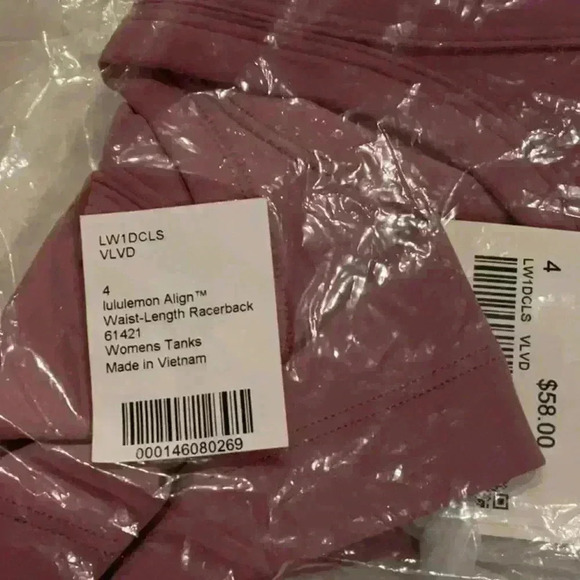 LW1DCLS
VLVD
4
lululemon Align™
Waist-Length Racerback
61421
Womens Tanks
Made in Vietnam
000146080269
4
LW1DCLS VLVD
$58.00